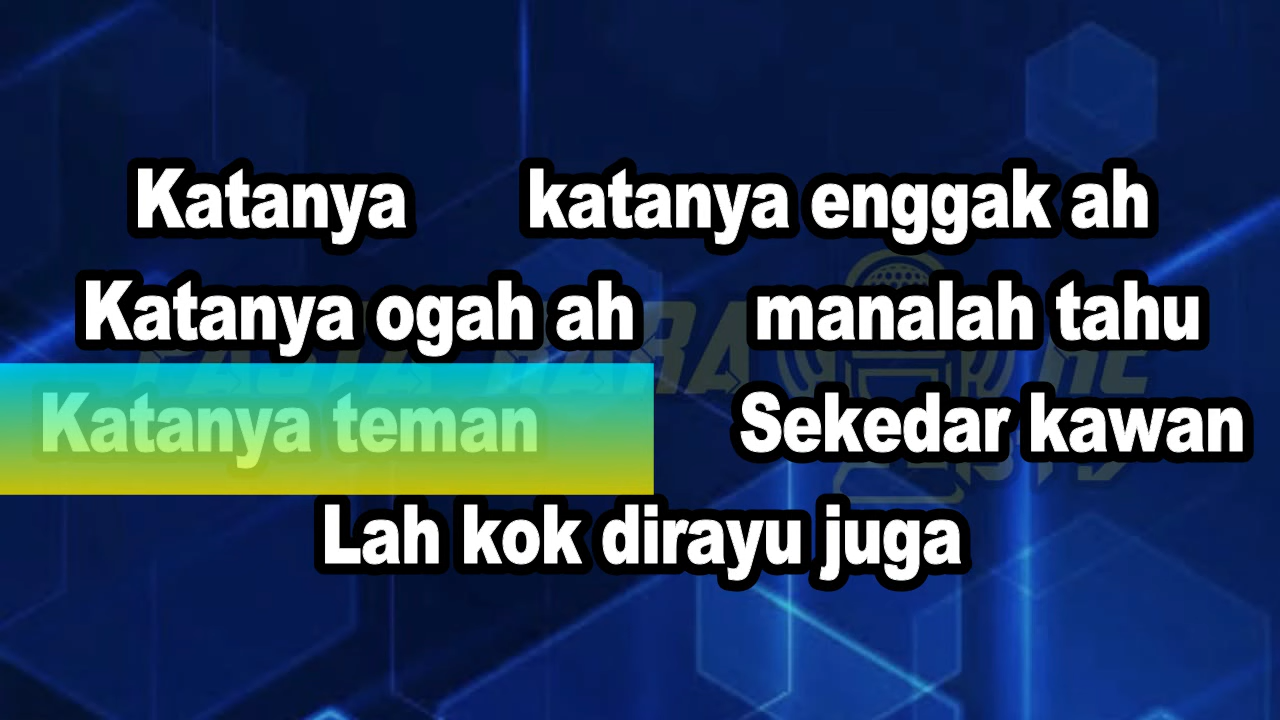 Katanya katanya enggak ah
Katanya ogah ah manalah tahu
Katanya teman Sekedar kawan
Lah kok dirayu juga